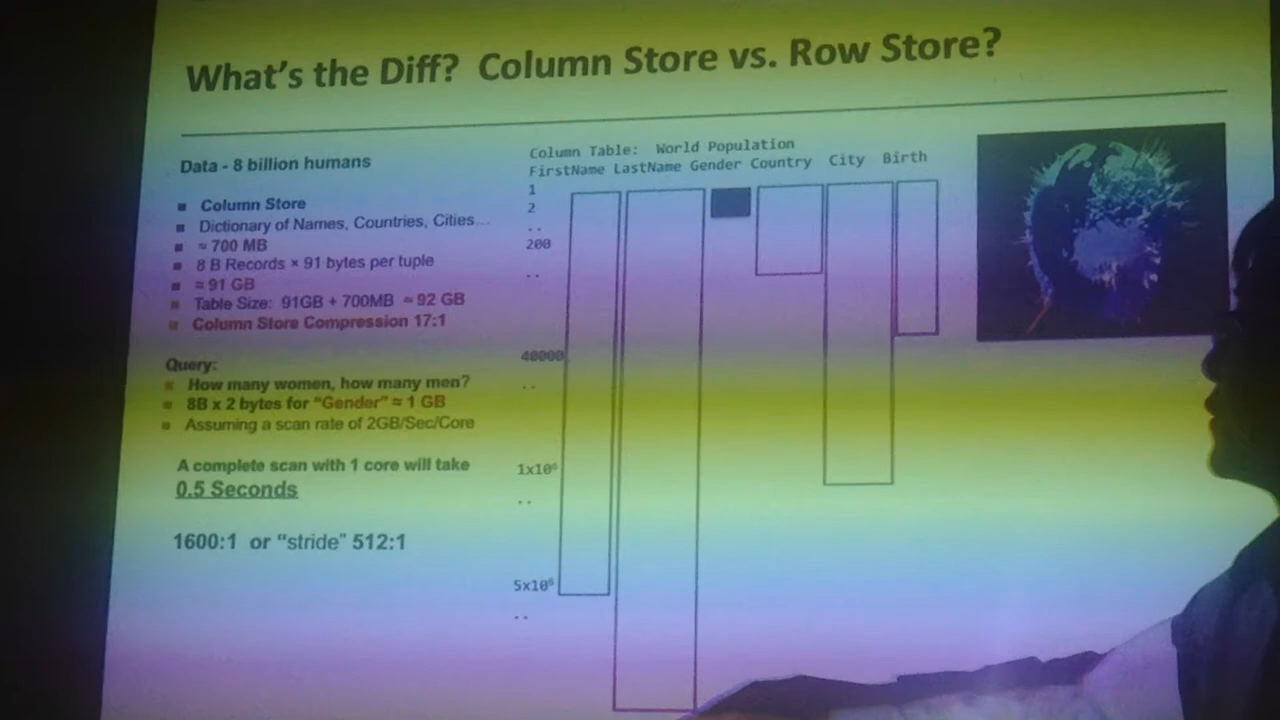 What's the Diff? Column Store vs. Row Store?
Data - 8 billion humans
Column Store
Dictionary of Names, Countries, Cities...
≈ 700 MB
8 B Records × 91 bytes per tuple
≈ 91 GB
Table Size: 91GB + 700MB ≈ 92 GB
Column Store Compression 17:1
Query:
How many women, how many men?
8B x 2 bytes for "Gender" ≈ 1 GB
Assuming a scan rate of 2GB/Sec/Core
A complete scan with 1 core will take
0.5 Seconds
1600:1 or "stride" 512:1
Column Table: World Population
FirstName LastName Gender Country City Birth
1
2
..
200
..
40000
..
1x10⁶
..
5x10⁶
..